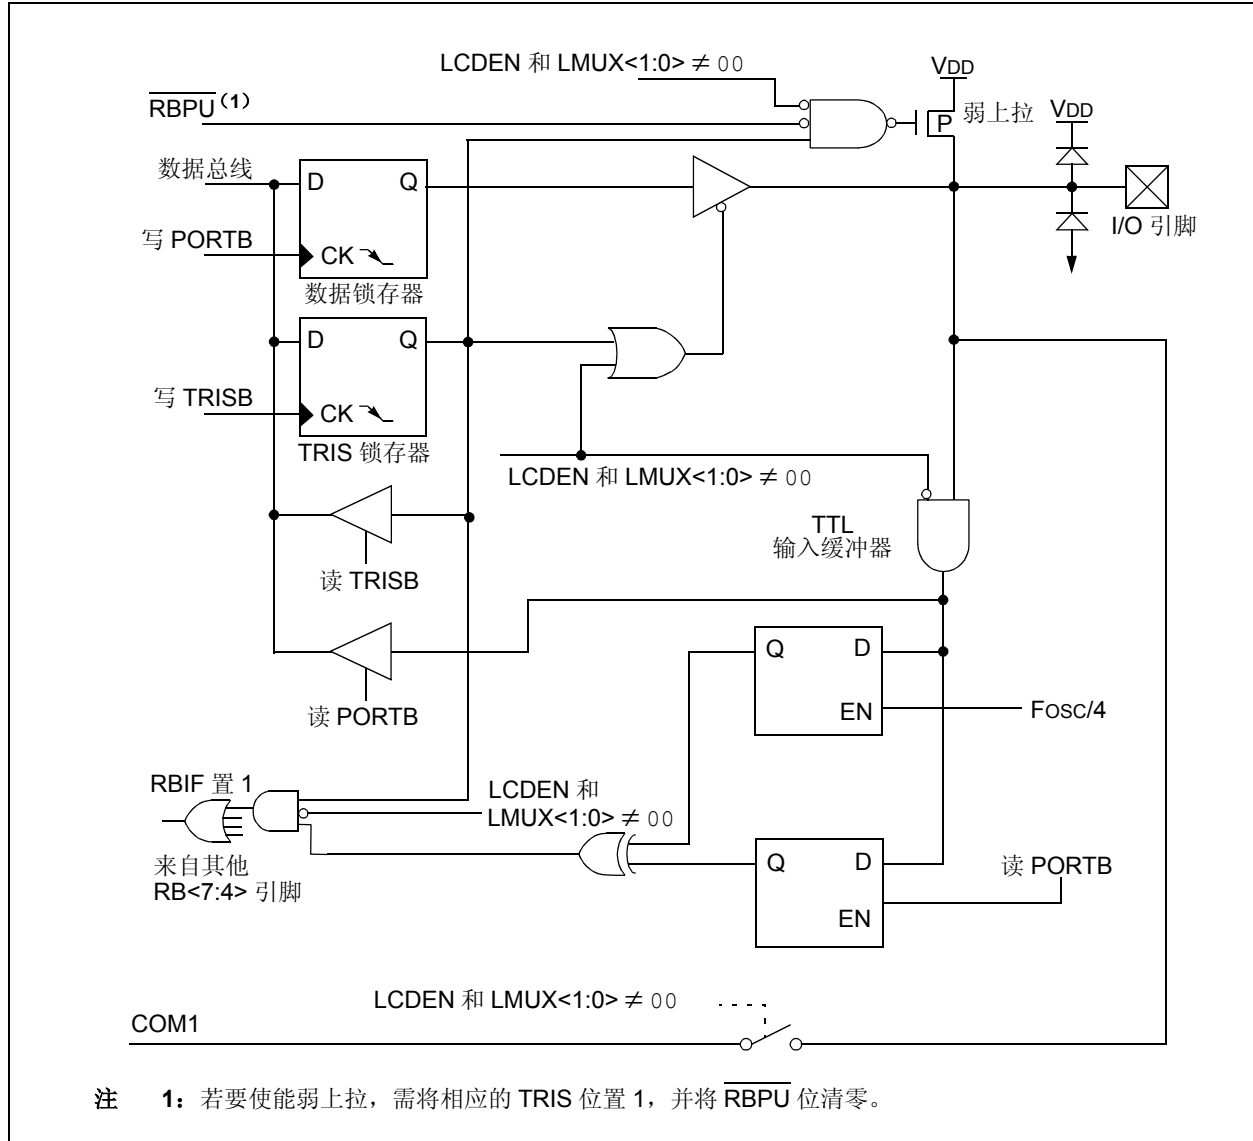 LCDEN 和 LMUX<1:0> ≠ 00
VDD
RBPU（1）
弱上拉
P
VDD
数据总线
D Q
写 PORTB
CK
I/O 引脚
数据锁存器
D Q
写 TRISB
CK
TRIS 锁存器
LCDEN 和 LMUX<1:0> ≠ 00
TTL
输入缓冲器
读 TRISB
Q D
读 PORTB
EN
FOSC/4
RBIF 置 1
LCDEN 和
LMUX<1:0> ≠ 00
来自其他
RB<7:4> 引脚
Q D
读 PORTB
EN
LCDEN 和 LMUX<1:0> ≠ 00
COM1
注 1：若要使能弱上拉，需将相应的 TRIS 位置 1，并将 RBPU 位清零。